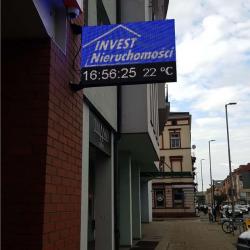 INVEST
Nieruchomości
16:56:25 22 °C